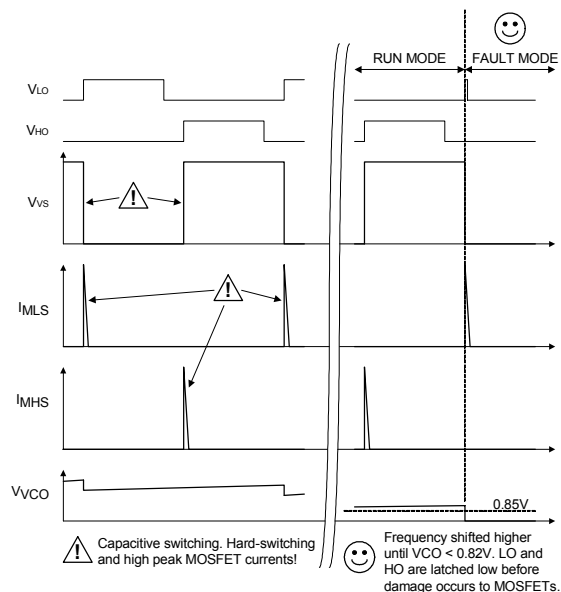 RUN MODE FAULT MODE
VLO
VHO
VVS
!
IMLS
!
IMHS
VVCO
0.85V
! Capacitive switching. Hard-switching
and high peak MOSFET currents!
Frequency shifted higher
until VCO < 0.82V. LO and
HO are latched low before
damage occurs to MOSFETs.